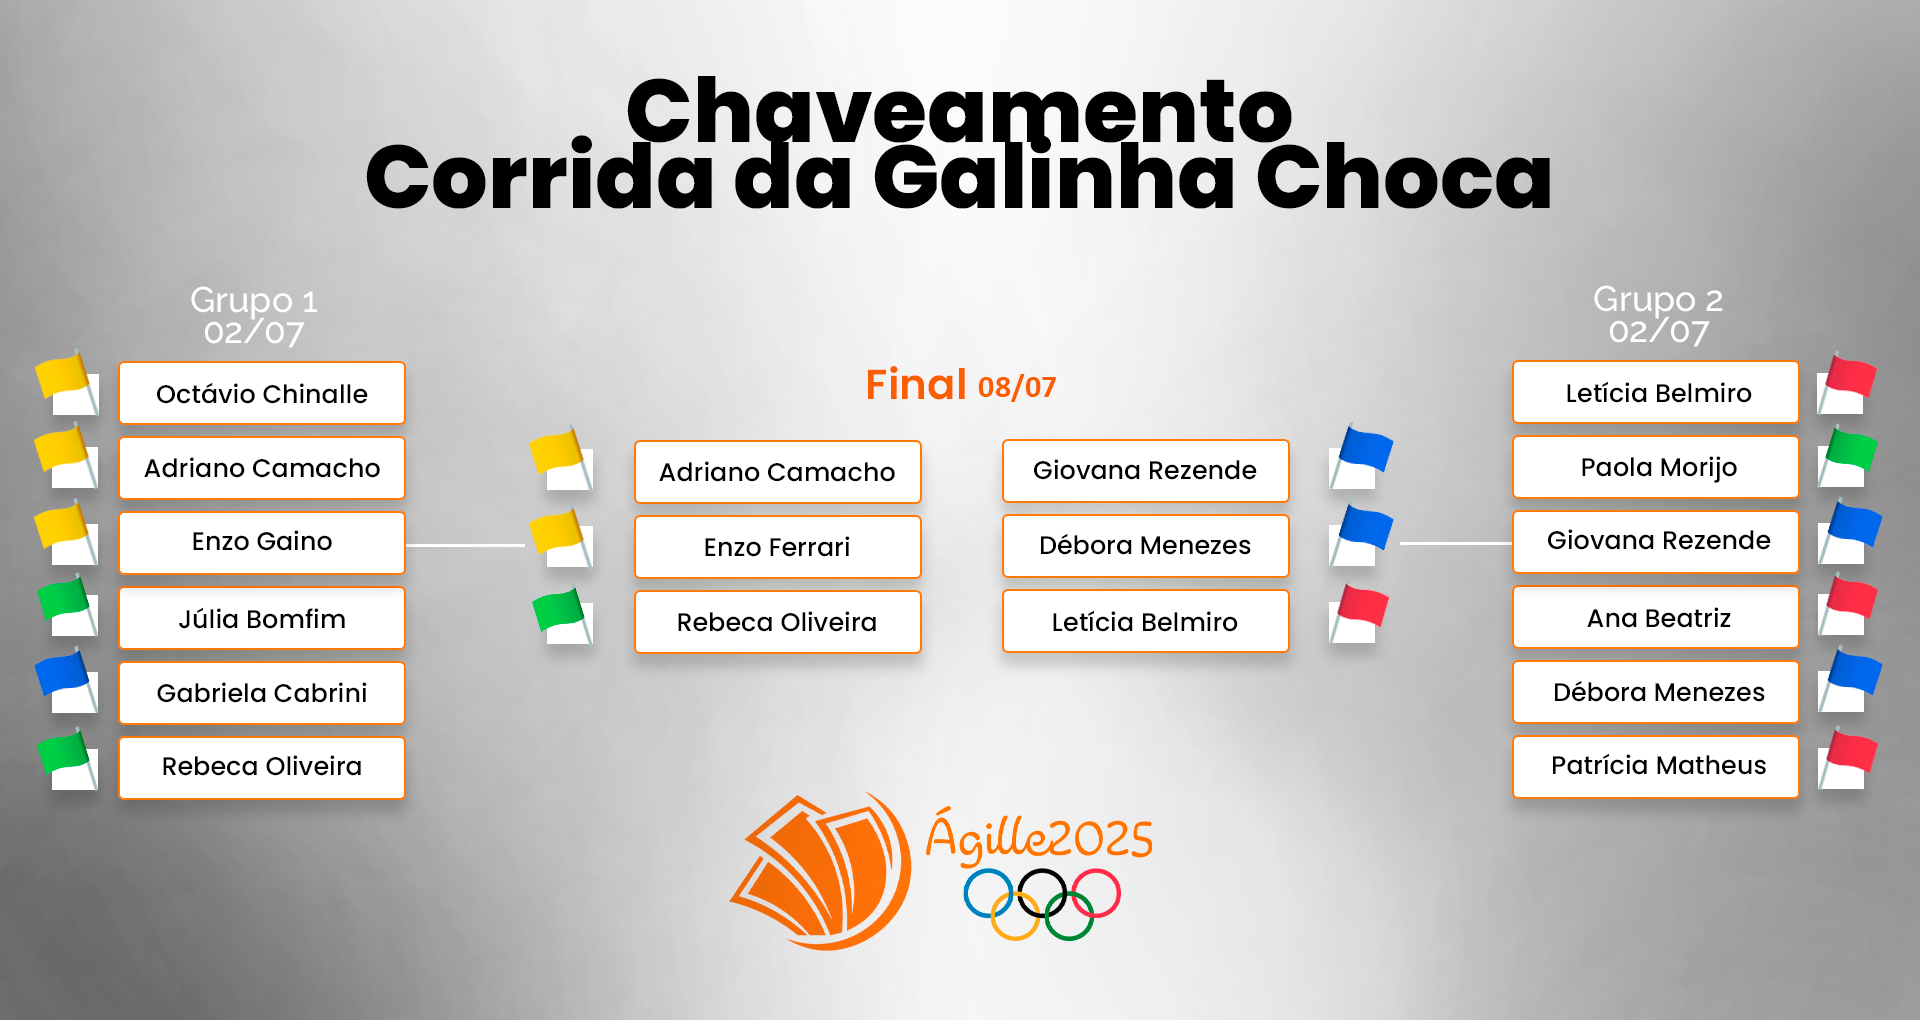 Chaveamento
Corrida da Galinha Choca
Grupo 1
02/07
Octávio Chinalle
Adriano Camacho
Enzo Gaino
Júlia Bomfim
Gabriela Cabrini
Rebeca Oliveira
Final 08/07
Adriano Camacho
Enzo Ferrari
Rebeca Oliveira
Giovana Rezende
Débora Menezes
Letícia Belmiro
Grupo 2
02/07
Letícia Belmiro
Paola Morijo
Giovana Rezende
Ana Beatriz
Débora Menezes
Patrícia Matheus
Ágille2025